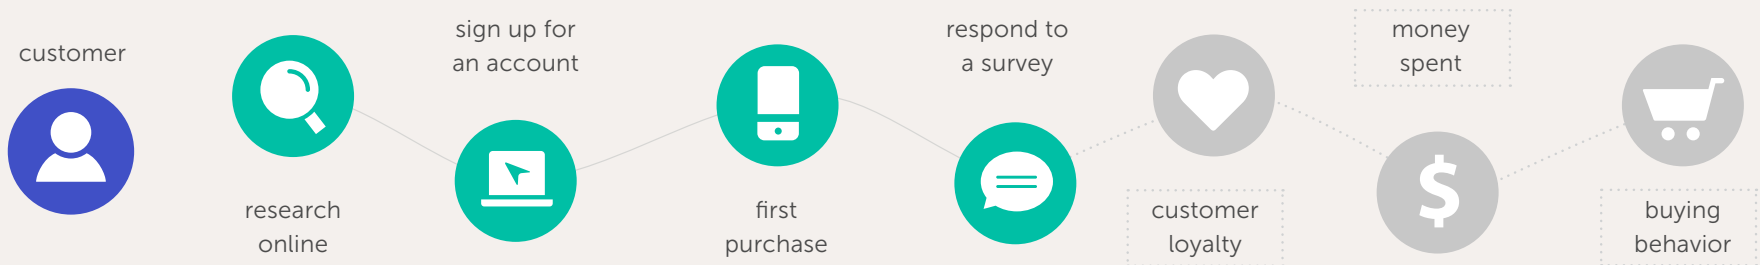 customer
research
online
sign up for
an account
first
purchase
respond to
a survey
customer
loyalty
money
spent
$
buying
behavior